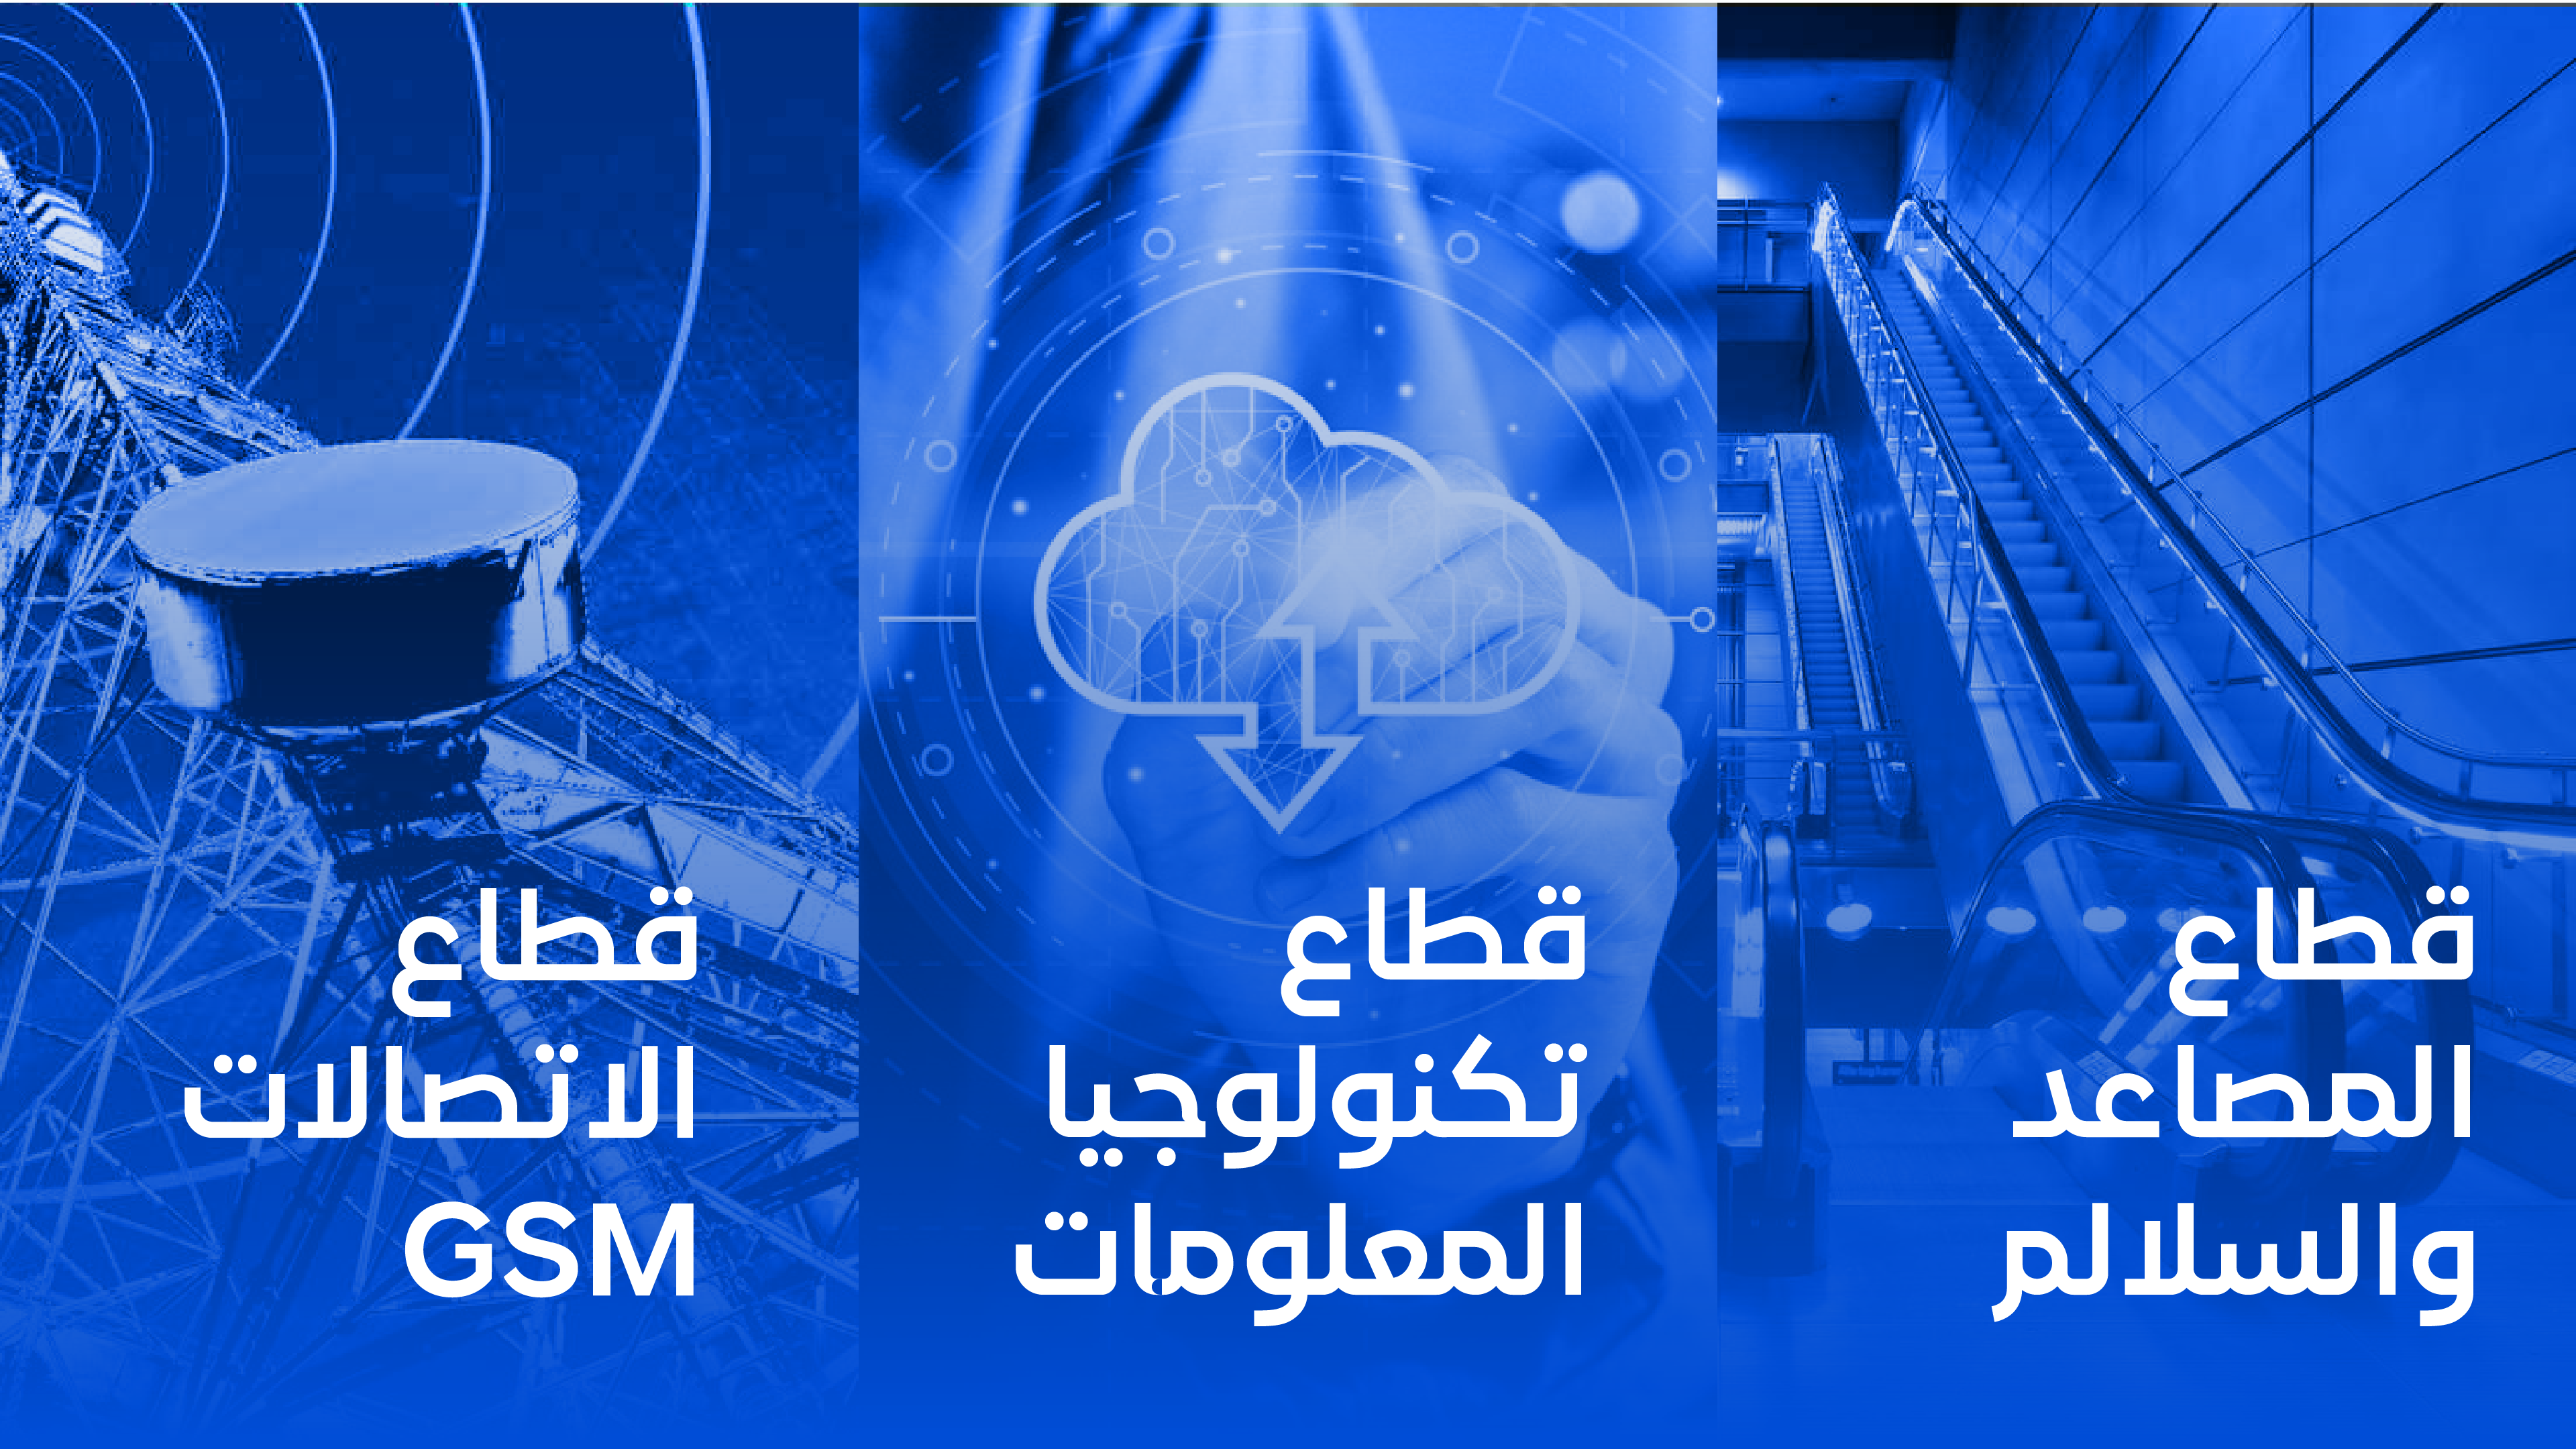 قطاع
المصاعد
والسلالم
قطاع
تكنولوجيا
المعلومات
قطاع
الاتصالات
GSM